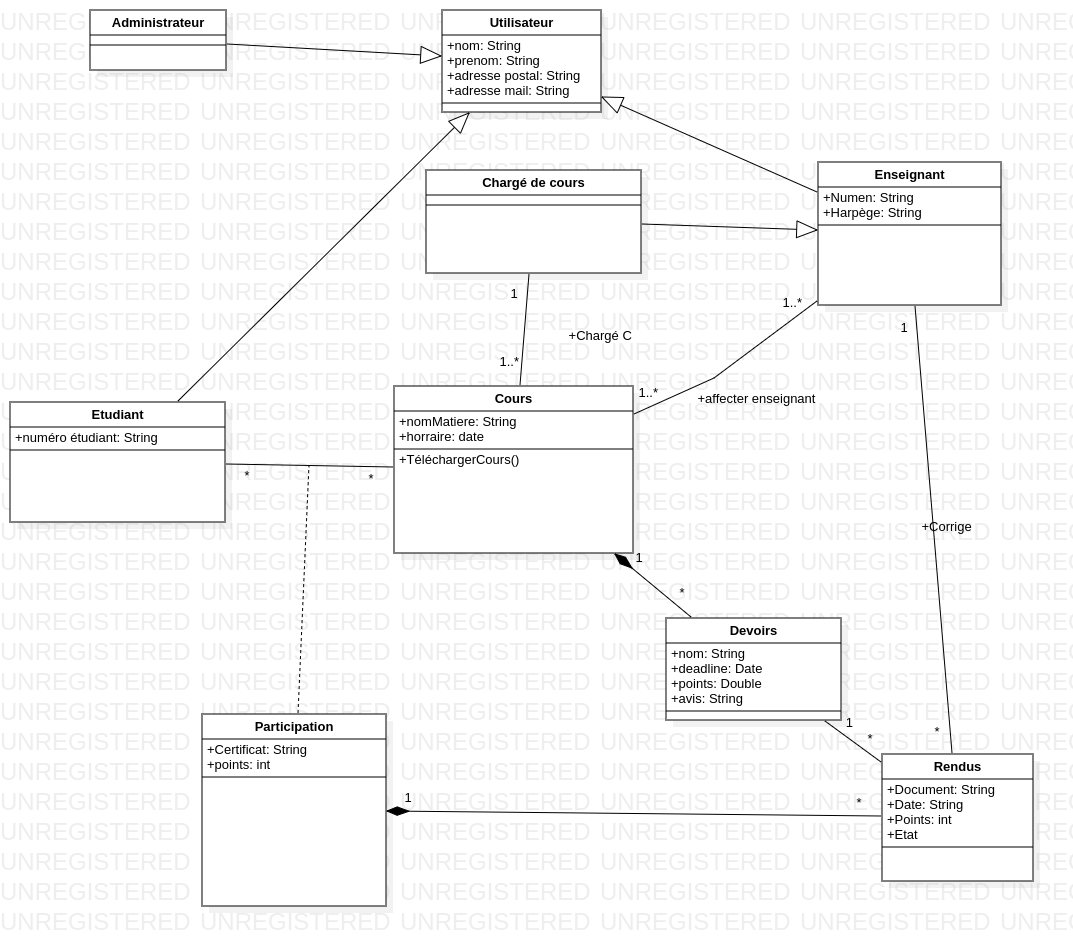 Administrateur
Utilisateur
+nom: String
+prenom: String
+adresse postal: String
+adresse mail: String
Chargé de cours
Enseignant
+Numen: String
+Harpège: String
1
1..*
1
+Chargé C
1..*
1..*
+affecter enseignant
Cours
+nomMatiere: String
+horraire: date
+TéléchargerCours()
Etudiant
+numéro étudiant: String
*
*
+Corrige
1
*
Devoirs
+nom: String
+deadline: Date
+points: Double
+avis: String
1
*
*
Participation
+Certificat: String
+points: int
1
*
Rendus
+Document: String
+Date: String
+Points: int
+Etat
UNREGISTERED